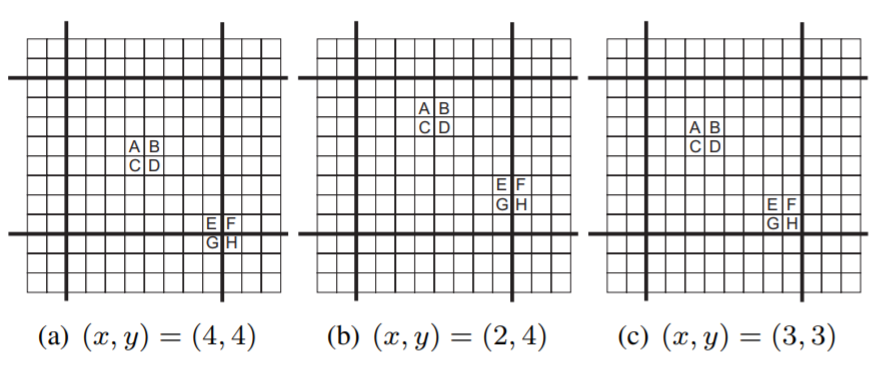 A B
C D
E F
G H
(a) (x, y) = (4, 4)
A B
C D
E F
G H
(b) (x, y) = (2, 4)
A B
C D
E F
G H
(c) (x, y) = (3, 3)